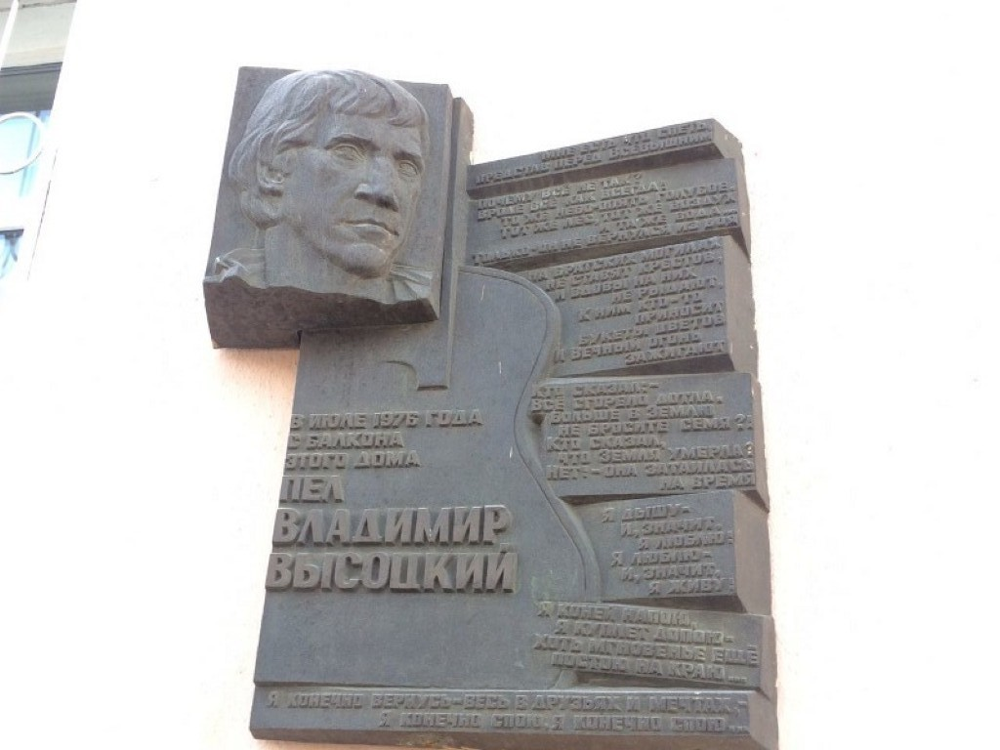 В ИЮЛЕ 1976 ГОДА
С БАЛКОНА
ЭТОГО ДОМА
ПЕЛ
ВЛАДИМИР
ВЫСОЦКИЙ
МНЕ ЕСТЬ ЧТО СПЕТЬ,
ПРЕДСТАВ ПЕРЕД ВСЕВЫШНИМ
ПОЧЕМУ ВСЕ НЕ ТАК?
ВРОДЕ ВСЕ КАК ВСЕГДА:
ТО ЖЕ НЕБО-ОПЯТЬ ГОЛУБОЕ,
ТОТ ЖЕ ЛЕС, ТОТ ЖЕ ВОЗДУХ
И ТА ЖЕ ВОДА...
ТОЛЬКО-ОН НЕ ВЕРНУЛСЯ ИЗ БОЯ
НА БРАТСКИХ МОГИЛАХ
НЕ СТАВЯТ КРЕСТОВ
И ВДОВЫ НА НИХ
НЕ РЫДАЮТ
К НИМ КТО-ТО
ПРИНОСИТ
БУКЕТЫ ЦВЕТОВ
И ВЕЧНЫЙ ОГОНЬ
ЗАЖИГАЮТ
КТО СКАЗАЛ:-
ВСЕ СГОРЕЛО ДОТЛА,
БОЛЬШЕ В ЗЕМЛЮ
НЕ БРОСИТЕ СЕМЯ ?!
КТО СКАЗАЛ,
ЧТО ЗЕМЛЯ УМЕРЛА?
НЕТ!-ОНА ЗАТАИЛАСЬ
НА ВРЕМЯ
Я ДЫШУ-
И, ЗНАЧИТ,
Я ЛЮБЛЮ!
Я ЛЮБЛЮ-
И, ЗНАЧИТ,
Я ЖИВУ!
Я КОНЕЙ НАПОЮ,
Я КУПЛЕТ ДОПОЮ-
ХОТЬ МГНОВЕНЬЕ ЕЩЕ
ПОСТОЮ НА КРАЮ ...
Я КОНЕЧНО ВЕРНУСЬ-ВЕСЬ В ДРУЗЬЯХ И МЕЧТАХ,-
Я КОНЕЧНО СПОЮ, Я КОНЕЧНО СПОЮ...